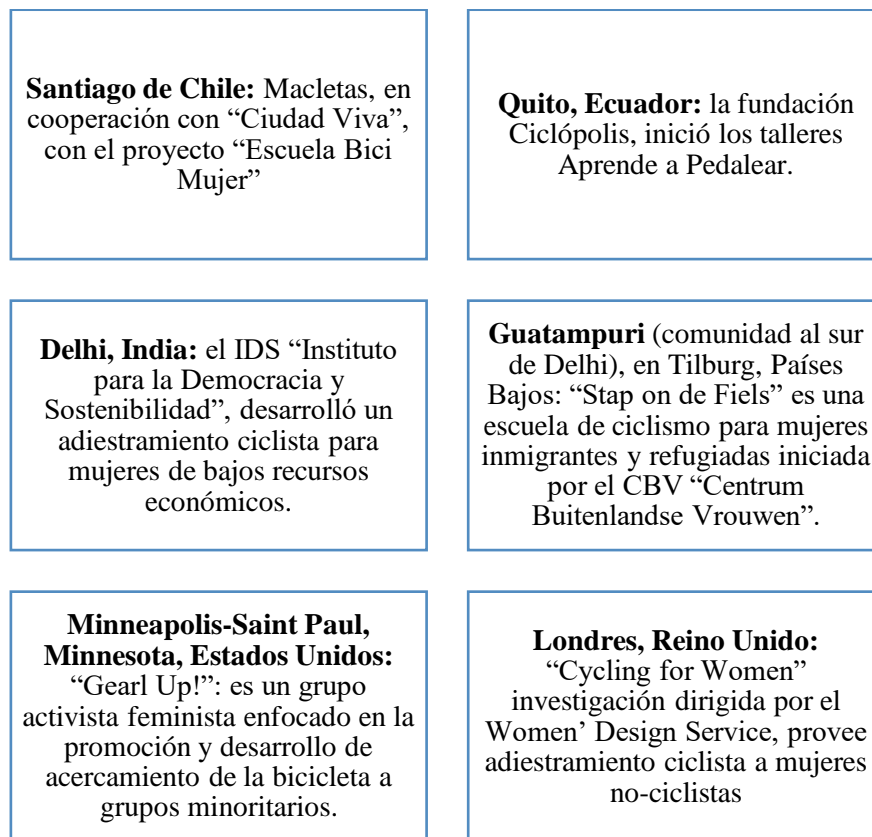 Santiago de Chile: Macletas, en
cooperación con “Ciudad Viva”,
con el proyecto “Escuela Bici
Mujer”
Quito, Ecuador: la fundación
Ciclópolis, inició los talleres
Aprende a Pedalear.
Delhi, India: el IDS “Instituto
para la Democracia y
Sostenibilidad”, desarrolló un
adiestramiento ciclista para
mujeres de bajos recursos
económicos.
Guatampuri (comunidad al sur
de Delhi), en Tilburg, Países
Bajos: “Stap on de Fiels” es una
escuela de ciclismo para mujeres
inmigrantes y refugiadas iniciada
por el CBV “Centrum
Buitenlandse Vrouwen”.
Minneapolis-Saint Paul,
Minnesota, Estados Unidos:
“Gearl Up!”: es un grupo
activista feminista enfocado en la
promoción y desarrollo de
acercamiento de la bicicleta a
grupos minoritarios.
Londres, Reino Unido:
“Cycling for Women”
investigación dirigida por el
Women’ Design Service, provee
adiestramiento ciclista a mujeres
no-ciclistas